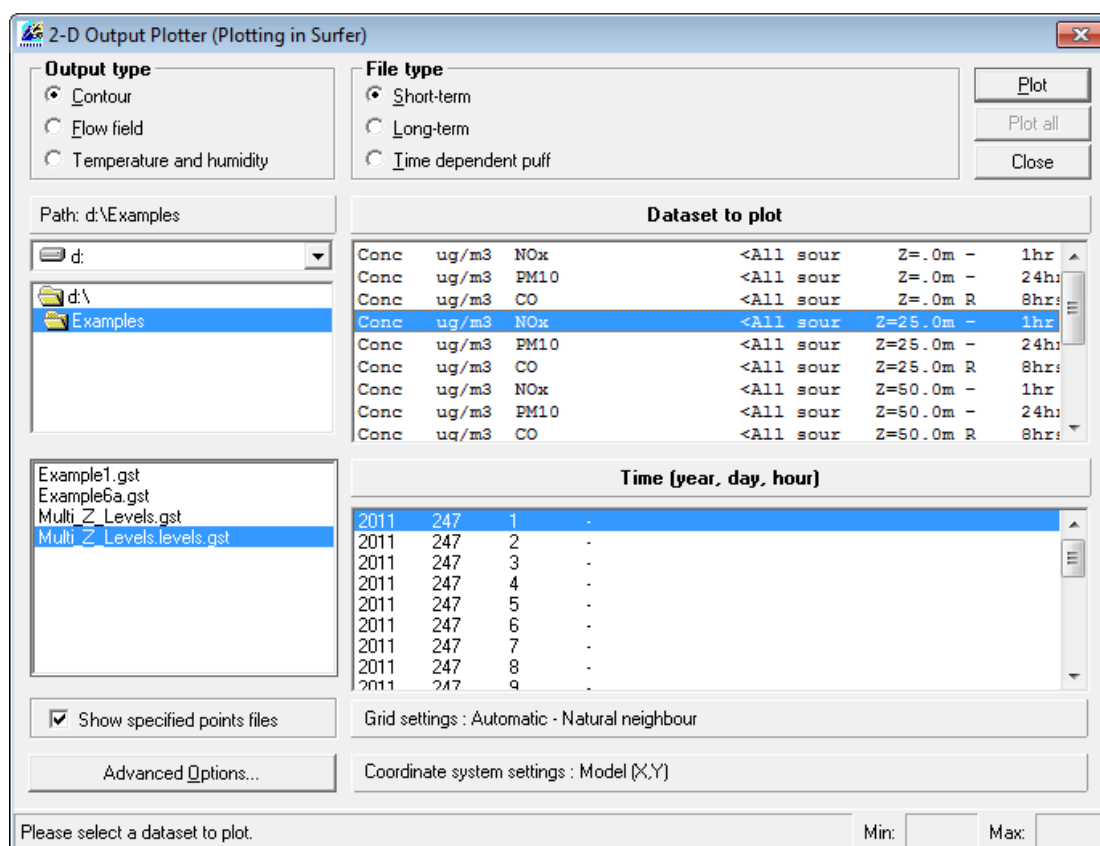 2-D Output Plotter (Plotting in Surfer)
Output type
Contour
Flow field
Temperature and humidity
File type
Short-term
Long-term
Time dependent puff
Plot
Plot all
Close
Path: d:\Examples
d:
d:\
Examples
Dataset to plot
Conc ug/m3 NOx <All sour Z=.0m - 1hr
Conc ug/m3 PM10 <All sour Z=.0m - 24h
Conc ug/m3 CO <All sour Z=.0m R 8hrs
Conc ug/m3 NOx <All sour Z=25.0m - 1hr
Conc ug/m3 PM10 <All sour Z=25.0m - 24h
Conc ug/m3 CO <All sour Z=25.0m R 8hrs
Conc ug/m3 NOx <All sour Z=50.0m - 1hr
Conc ug/m3 PM10 <All sour Z=50.0m - 24h
Conc ug/m3 CO <All sour Z=50.0m R 8hrs
Example1.gst
Example6a.gst
Multi_Z_Levels.gst
Multi_Z_Levels.levels.gst
Time (year, day, hour)
2011 247 1 -
2011 247 2 -
2011 247 3 -
2011 247 4 -
2011 247 5 -
2011 247 6 -
2011 247 7 -
2011 247 8 -
2011 247 9 -
Show specified points files
Grid settings : Automatic - Natural neighbour
Advanced Options...
Coordinate system settings : Model (X,Y)
Please select a dataset to plot.
Min:
Max: